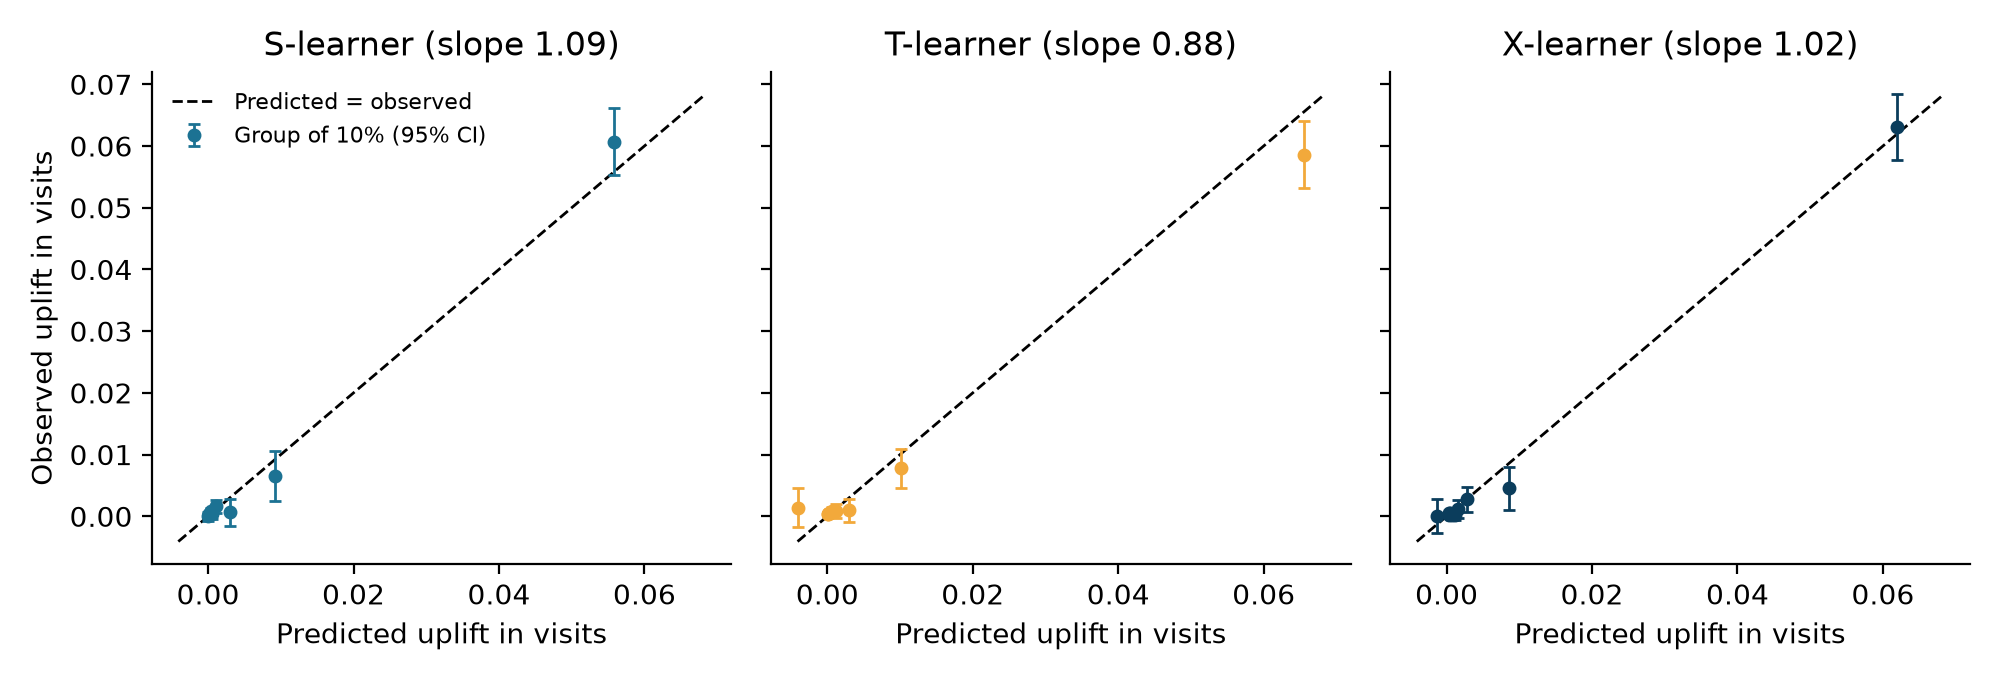 S-learner (slope 1.09)
T-learner (slope 0.88)
X-learner (slope 1.02)
Predicted = observed
Group of 10% (95% CI)
Observed uplift in visits
0.07
0.06
0.05
0.04
0.03
0.02
0.01
0.00
0.00 0.02 0.04 0.06
0.00 0.02 0.04 0.06
0.00 0.02 0.04 0.06
Predicted uplift in visits
Predicted uplift in visits
Predicted uplift in visits